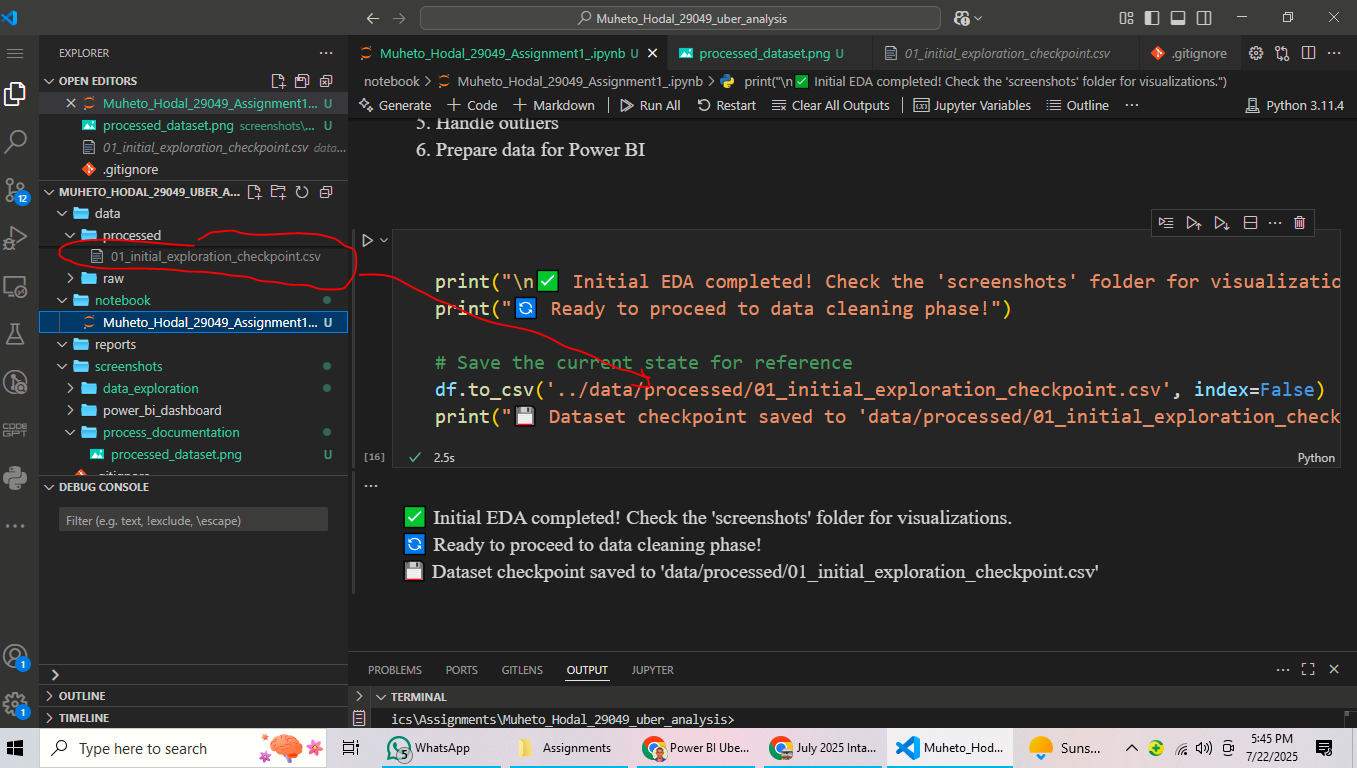 Muheto_Hodal_29049_uber_analysis
EXPLORER
OPEN EDITORS
Muheto_Hodal_29049_Assignment1... U
processed_dataset.png screenshots\... U
01_initial_exploration_checkpoint.csv data...
.gitignore
MUHETO_HODAL_29049_UBER_A...
data
processed
01_initial_exploration_checkpoint.csv
raw
notebook
Muheto_Hodal_29049_Assignment1... U
reports
screenshots
data_exploration
power_bi_dashboard
process_documentation
processed_dataset.png U
.gitignore
DEBUG CONSOLE
Filter (e.g. text, !exclude, \escape)
OUTLINE
TIMELINE
12
CODE
GPT
1
1
Muheto_Hodal_29049_Assignment1_.ipynb U
processed_dataset.png U
01_initial_exploration_checkpoint.csv
.gitignore
notebook > Muheto_Hodal_29049_Assignment1_.ipynb > print("\n✅ Initial EDA completed! Check the 'screenshots' folder for visualizations.")
Generate + Code + Markdown Run All Restart Clear All Outputs Jupyter Variables Outline ... Python 3.11.4
5. Handle outliers
6. Prepare data for Power BI
print("\n✅ Initial EDA completed! Check the 'screenshots' folder for visualizatio
print("🔄 Ready to proceed to data cleaning phase!")
# Save the current state for reference
df.to_csv('../data/processed/01_initial_exploration_checkpoint.csv', index=False)
print("💾 Dataset checkpoint saved to 'data/processed/01_initial_exploration_check
[16] 2.5s Python
...
✅ Initial EDA completed! Check the 'screenshots' folder for visualizations.
🔄 Ready to proceed to data cleaning phase!
💾 Dataset checkpoint saved to 'data/processed/01_initial_exploration_checkpoint.csv'
PROBLEMS PORTS GITLENS OUTPUT JUPYTER
TERMINAL
ics\Assignments\Muheto_Hodal_29049_uber_analysis>
Type here to search
5
WhatsApp
Assignments
Power BI Ube...
July 2025 Inta...
Muheto_Hod...
Suns...
5:45 PM
7/22/2025